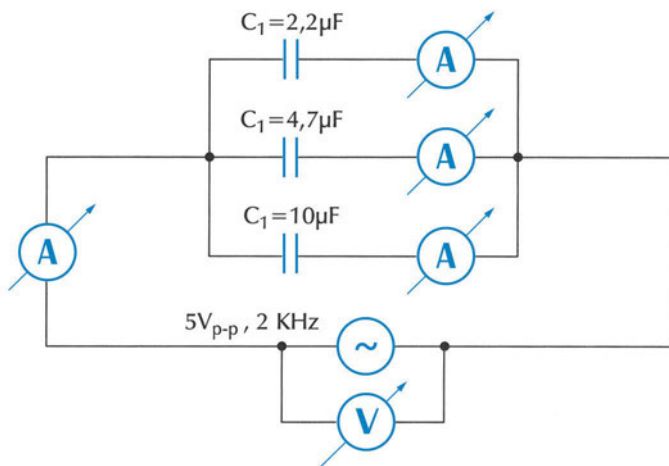 C₁=2,2µF
A
C₁=4,7µF
A
A
C₁=10µF
A
5Vp-p , 2 KHz
~
V